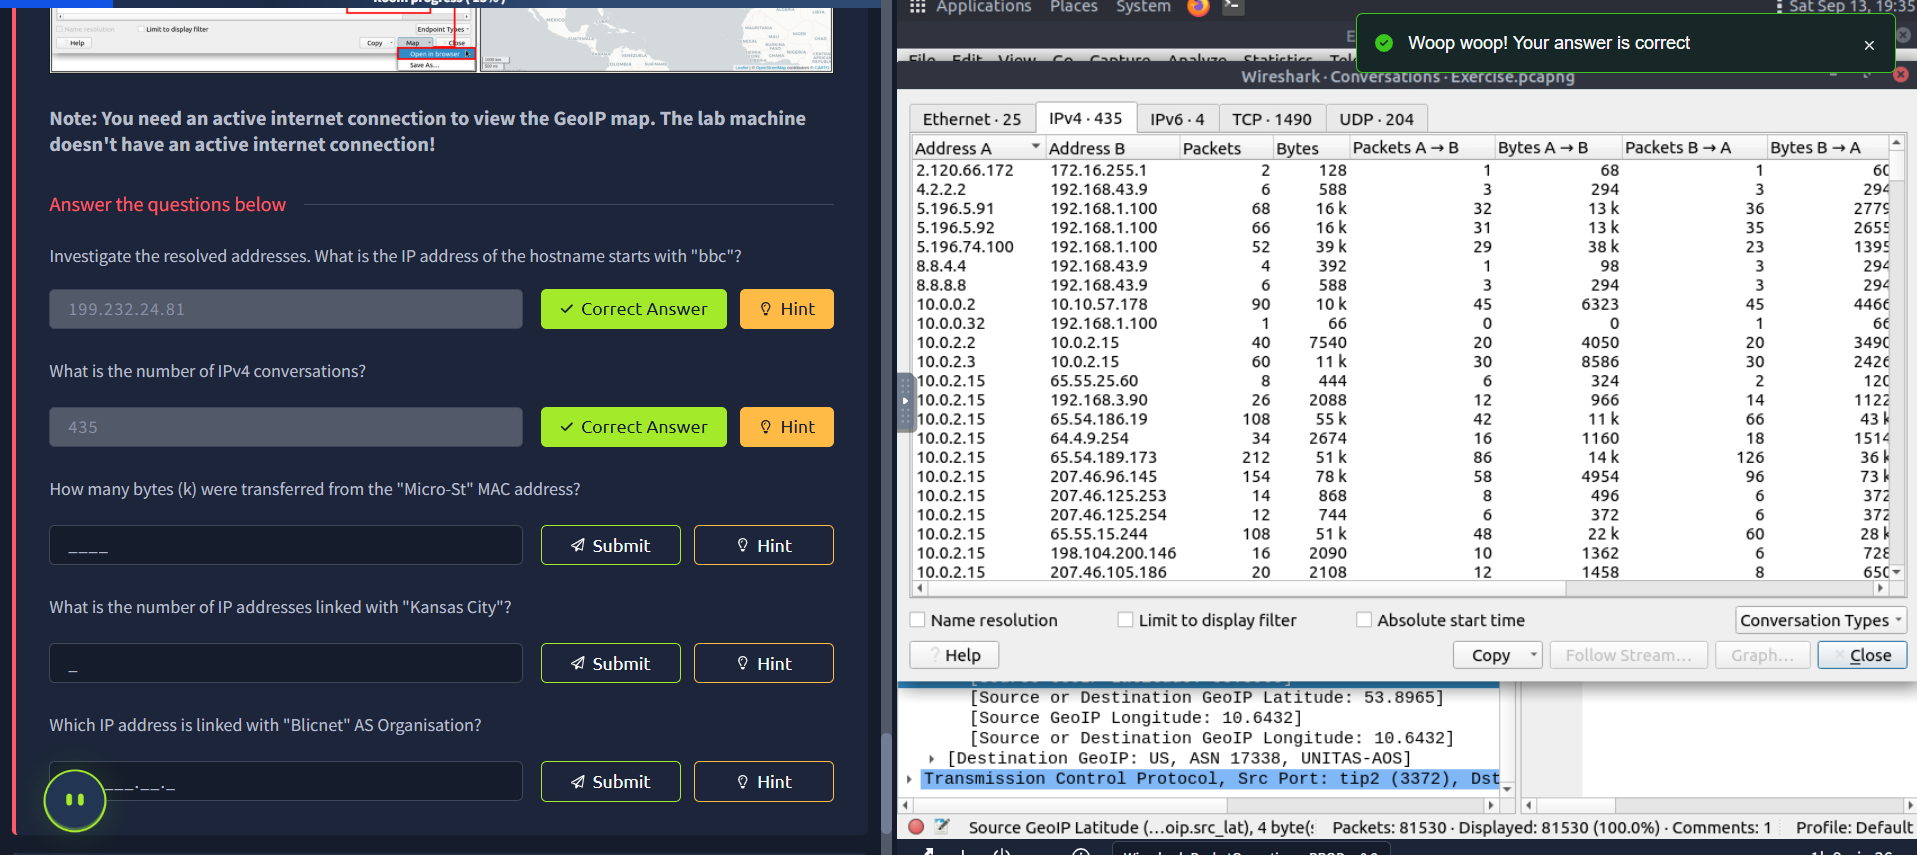 Room progress ( 13%)
Name resolution
Limit to display filter
Endpoint Types
Help
Copy
Map
Close
Open in browser
Save As...
Note: You need an active internet connection to view the GeoIP map. The lab machine
doesn't have an active internet connection!
Answer the questions below
Investigate the resolved addresses. What is the IP address of the hostname starts with "bbc"?
199.232.24.81
Correct Answer
Hint
What is the number of IPv4 conversations?
435
Correct Answer
Hint
How many bytes (k) were transferred from the "Micro-St" MAC address?
____
Submit
Hint
What is the number of IP addresses linked with "Kansas City"?
_
Submit
Hint
Which IP address is linked with "Blicnet" AS Organisation?
___.__._
Submit
Hint
Applications Places System
Sat Sep 13, 19:35
Woop woop! Your answer is correct
File Edit View Go Capture Analyze Statistics
Wireshark · Conversations · Exercise.pcapng
Ethernet · 25 IPv4 · 435 IPv6 · 4 TCP · 1490 UDP · 204
Address A Address B Packets Bytes Packets A → B Bytes A → B Packets B → A Bytes B → A
2.120.66.172 172.16.255.1 2 128 1 68 1 60
4.2.2.2 192.168.43.9 6 588 3 294 3 294
5.196.5.91 192.168.1.100 68 16 k 32 13 k 36 2779
5.196.5.92 192.168.1.100 66 16 k 31 13 k 35 2655
5.196.74.100 192.168.1.100 52 39 k 29 38 k 23 1395
8.8.4.4 192.168.43.9 4 392 1 98 3 294
8.8.8.8 192.168.43.9 6 588 3 294 3 294
10.0.0.2 10.10.57.178 90 10 k 45 6323 45 4466
10.0.0.32 192.168.1.100 1 66 0 0 1 66
10.0.2.2 10.0.2.15 40 7540 20 4050 20 3490
10.0.2.3 10.0.2.15 60 11 k 30 8586 30 2426
10.0.2.15 65.55.25.60 8 444 6 324 2 120
10.0.2.15 192.168.3.90 26 2088 12 966 14 1122
10.0.2.15 65.54.186.19 108 55 k 42 11 k 66 43 k
10.0.2.15 64.4.9.254 34 2674 16 1160 18 1514
10.0.2.15 65.54.189.173 212 51 k 86 14 k 126 36 k
10.0.2.15 207.46.96.145 154 78 k 58 4954 96 73 k
10.0.2.15 207.46.125.253 14 868 8 496 6 372
10.0.2.15 207.46.125.254 12 744 6 372 6 372
10.0.2.15 65.55.15.244 108 51 k 48 22 k 60 28 k
10.0.2.15 198.104.200.146 16 2090 10 1362 6 728
10.0.2.15 207.46.105.186 20 2108 12 1458 8 650
Name resolution
Limit to display filter
Absolute start time
Conversation Types
Help
Copy
Follow Stream...
Graph...
Close
[Source or Destination GeoIP Latitude: 53.8965]
[Source GeoIP Longitude: 10.6432]
[Source or Destination GeoIP Longitude: 10.6432]
[Destination GeoIP: US, ASN 17338, UNITAS-AOS]
Transmission Control Protocol, Src Port: tip2 (3372), Dst
Source GeoIP Latitude (…oip.src_lat), 4 byte(s
Packets: 81530 · Displayed: 81530 (100.0%) · Comments: 1
Profile: Default